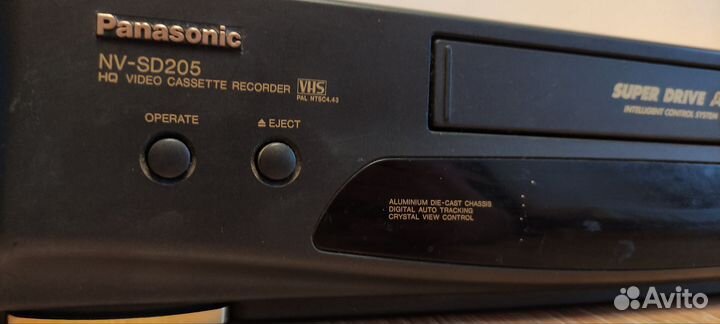 Panasonic
NV-SD205
HQ VIDEO CASSETTE RECORDER VHS
PAL NTSC4.43
OPERATE
EJECT
SUPER DRIVE
INTELLIGENT CONTROL SYSTEM
ALUMINIUM DIE-CAST CHASSIS
DIGITAL AUTO TRACKING
CRYSTAL VIEW CONTROL
Avito